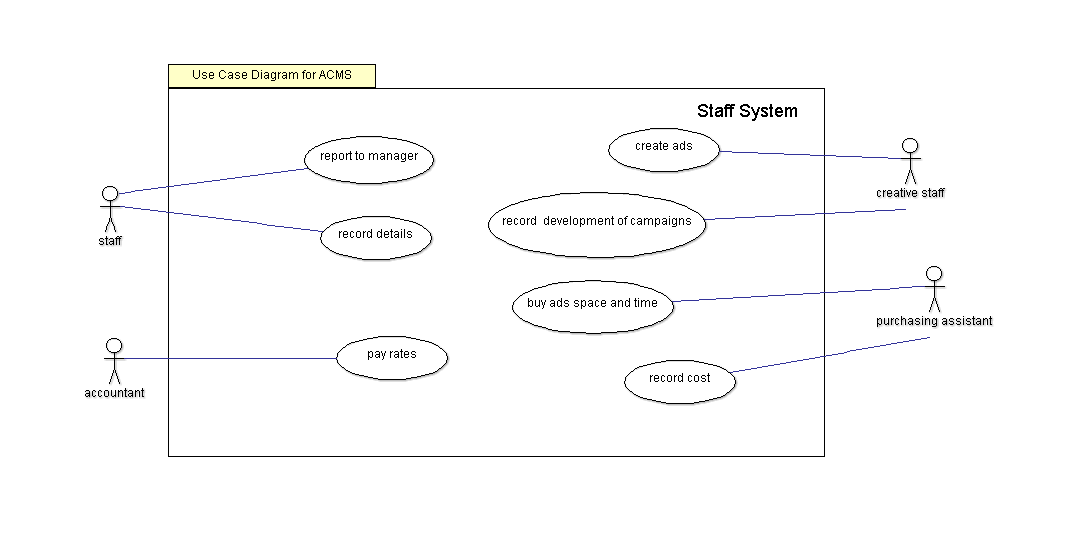 Use Case Diagram for ACMS
Staff System
report to manager
create ads
creative staff
staff
record details
record development of campaigns
buy ads space and time
purchasing assistant
accountant
pay rates
record cost